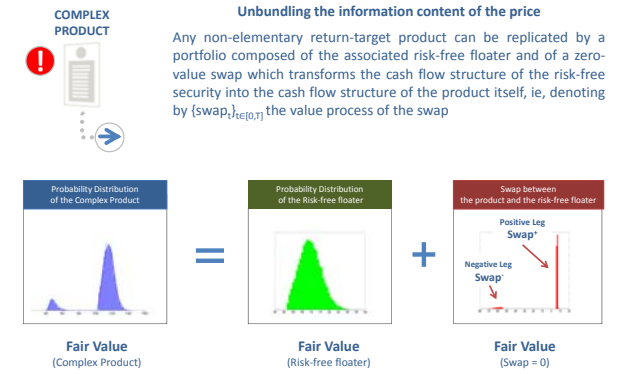 COMPLEX
PRODUCT
!
Unbundling the information content of the price
Any non-elementary return-target product can be replicated by a
portfolio composed of the associated risk-free floater and of a zero-
value swap which transforms the cash flow structure of the risk-free
security into the cash flow structure of the product itself, ie, denoting
by {swapₜ}ₜ∈[0,T] the value process of the swap
Probability Distribution
of the Complex Product
=
Probability Distribution
of the Risk-free floater
+
Swap between
the product and the risk-free floater
Positive Leg
Swap⁺
Negative Leg
Swap⁻
Fair Value
(Complex Product)
Fair Value
(Risk-free floater)
Fair Value
(Swap = 0)